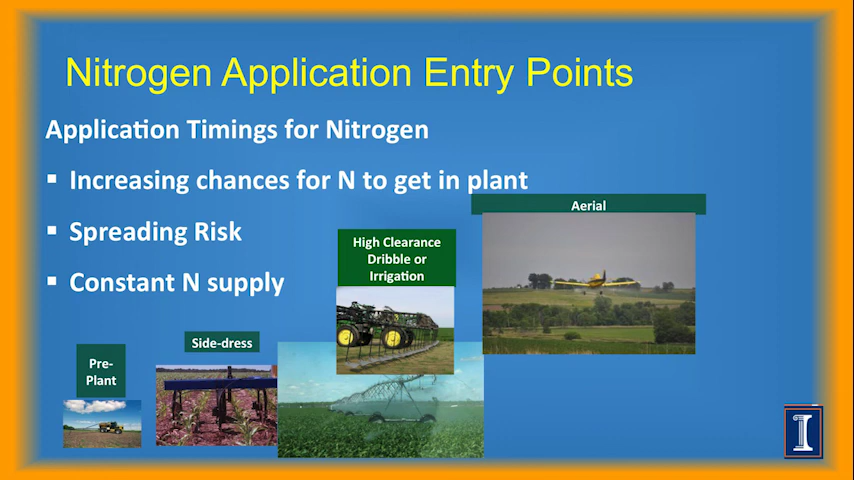 Nitrogen Application Entry Points
Application Timings for Nitrogen
▪ Increasing chances for N to get in plant
▪ Spreading Risk
▪ Constant N supply
Aerial
High Clearance
Dribble or
Irrigation
Side-dress
Pre-
Plant
I